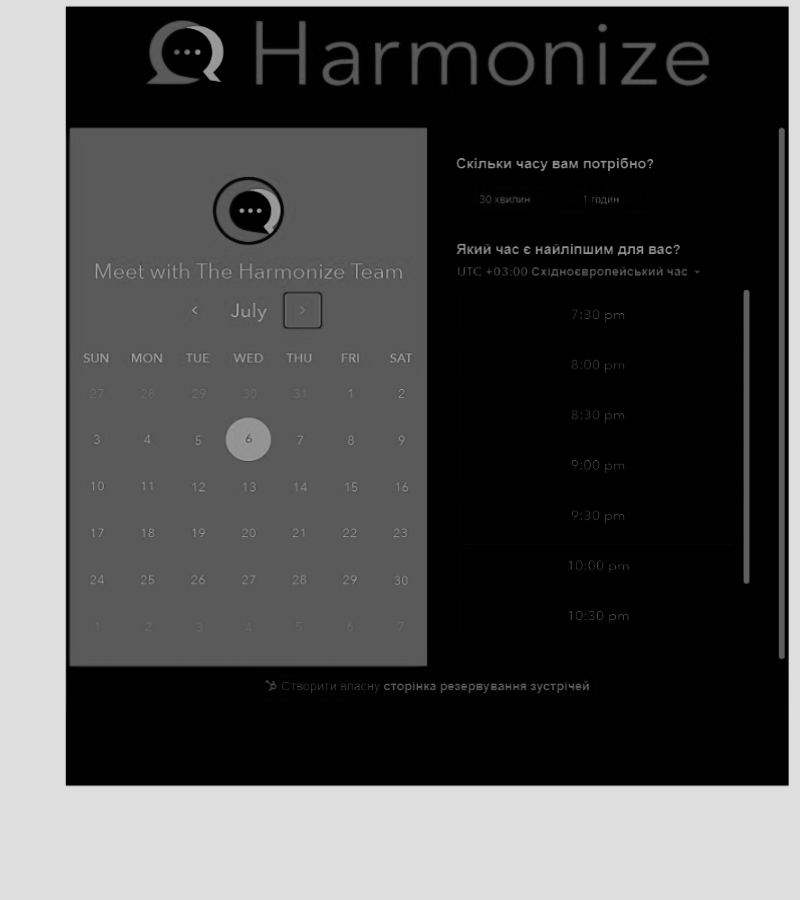 Harmonize
Meet with The Harmonize Team
July
SUN MON TUE WED THU FRI SAT
27 28 29 30 31 1 2
3 4 5 6 7 8 9
10 11 12 13 14 15 16
17 18 19 20 21 22 23
24 25 26 27 28 29 30
1 2 3 4 5 6 7
Скільки часу вам потрібно?
30 хвилин 1 годин
Який час є найліпшим для вас?
UTC +03:00 Східноєвропейський час
7:30 pm
8:00 pm
8:30 pm
9:00 pm
9:30 pm
10:00 pm
10:30 pm
Створити власну сторінка резервування зустрічей